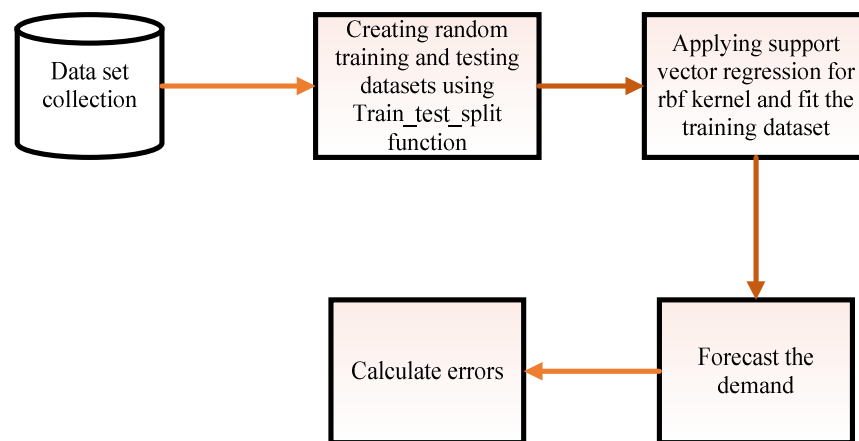 Data set
collection
Creating random
training and testing
datasets using
Train_test_split
function
Applying support
vector regression for
rbf kernel and fit the
training dataset
Forecast the
demand
Calculate errors